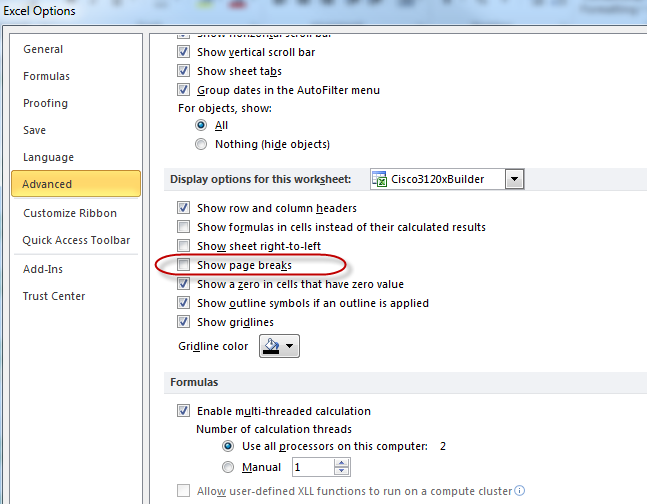 Excel Options
General
Formulas
Proofing
Save
Language
Advanced
Customize Ribbon
Quick Access Toolbar
Add-Ins
Trust Center
Show horizontal scroll bar
Show vertical scroll bar
Show sheet tabs
Group dates in the AutoFilter menu
For objects, show:
All
Nothing (hide objects)
Display options for this worksheet: Cisco3120xBuilder
Show row and column headers
Show formulas in cells instead of their calculated results
Show sheet right-to-left
Show page breaks
Show a zero in cells that have zero value
Show outline symbols if an outline is applied
Show gridlines
Gridline color
Formulas
Enable multi-threaded calculation
Number of calculation threads
Use all processors on this computer: 2
Manual 1
Allow user-defined XLL functions to run on a compute cluster